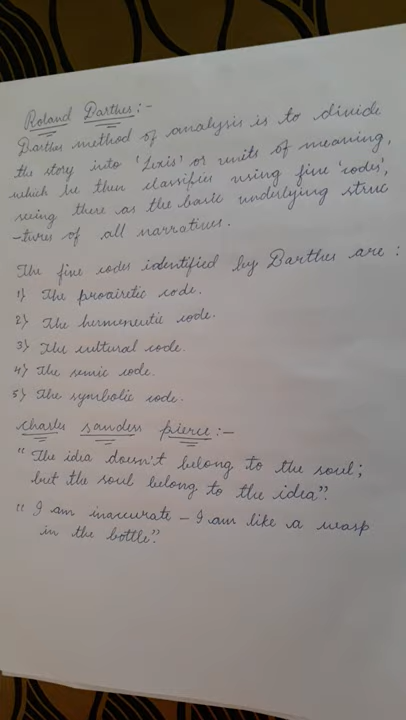 Roland Barthes:-
Barthes method of analysis is to divide
the story into 'Lexis' or units of meaning,
which he then classifies using five 'codes',
seeing there as the basic underlying struc
-tures of all narratives.
The five codes identified by Barthes are :
1) The proairetic code.
2) The hermeneutic code.
3) The cultural code.
4) The semic code.
5) The symbolic code.
Charles sanders pierce:-
"The idea doesn't belong to the soul;
but the soul belong to the idea".
"I am inaccurate - I am like a wasp
in the bottle".